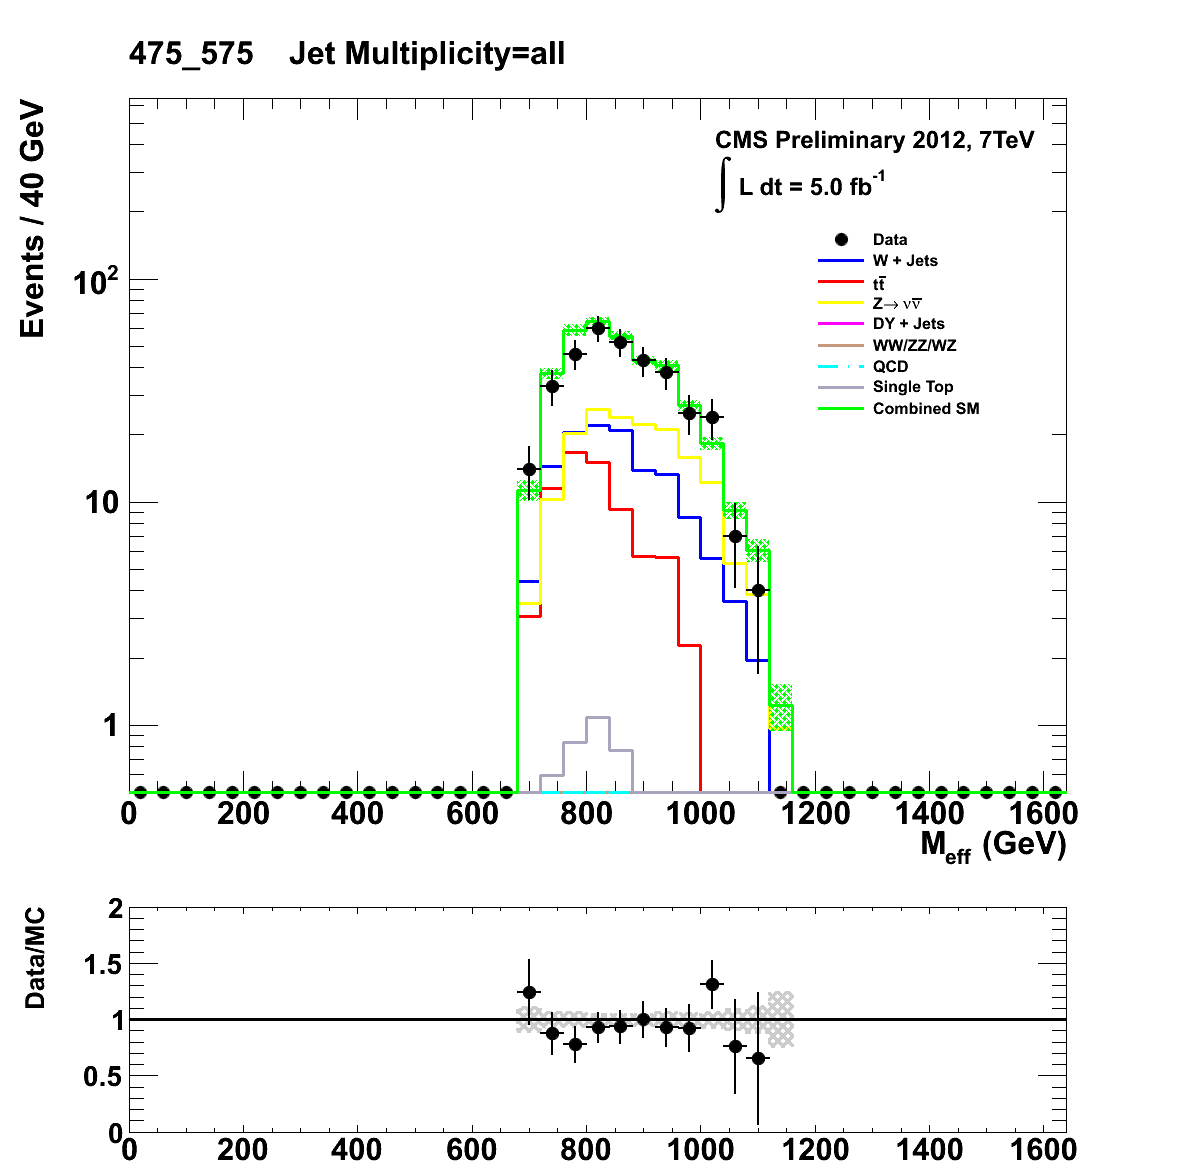 475_575 Jet Multiplicity=all
Events / 40 GeV
CMS Preliminary 2012, 7TeV
∫ L dt = 5.0 fb⁻¹
Data
W + Jets
tt̅
Z→ νν̅
DY + Jets
WW/ZZ/WZ
QCD
Single Top
Combined SM
10²
10
1
0 200 400 600 800 1000 1200 1400 1600
M_eff (GeV)
Data/MC
2
1.5
1
0.5
0
0 200 400 600 800 1000 1200 1400 1600